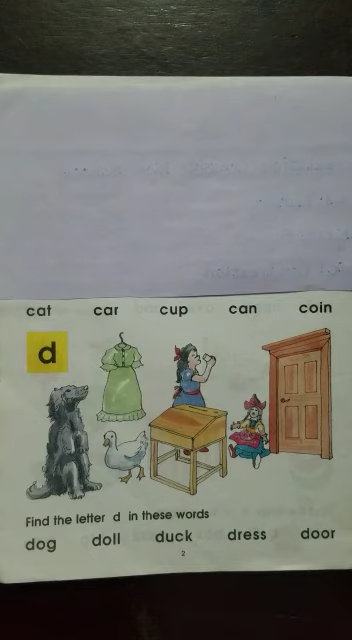 cat car cup can coin
d
Find the letter d in these words
dog doll duck dress door
2